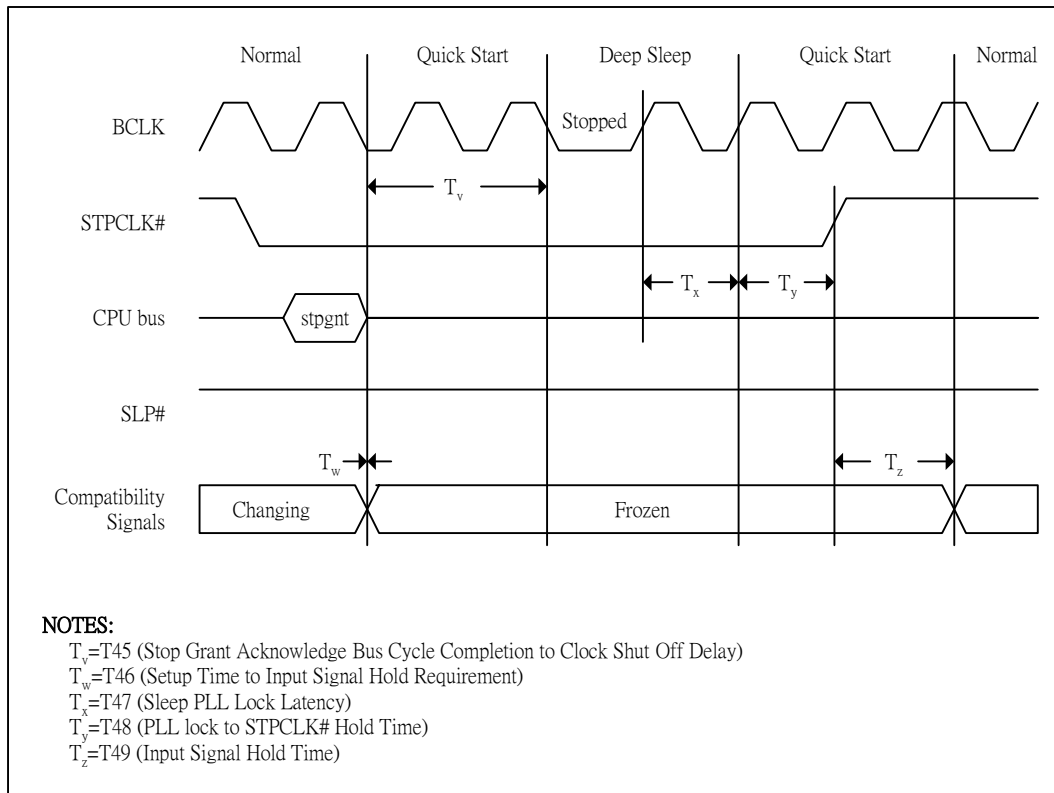 Normal Quick Start Deep Sleep Quick Start Normal
BCLK
Stopped
Tv
STPCLK#
Tx
Ty
CPU bus
stpgnt
SLP#
Tw
Tz
Compatibility
Signals
Changing
Frozen
NOTES:
Tv=T45 (Stop Grant Acknowledge Bus Cycle Completion to Clock Shut Off Delay)
Tw=T46 (Setup Time to Input Signal Hold Requirement)
Tx=T47 (Sleep PLL Lock Latency)
Ty=T48 (PLL lock to STPCLK# Hold Time)
Tz=T49 (Input Signal Hold Time)